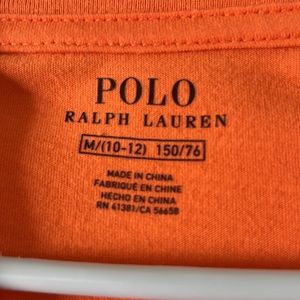 POLO
RALPH LAUREN
M/(10-12) 150/76
MADE IN CHINA
FABRIQUÉ EN CHINE
HECHO EN CHINA
RN 41381/CA 56658